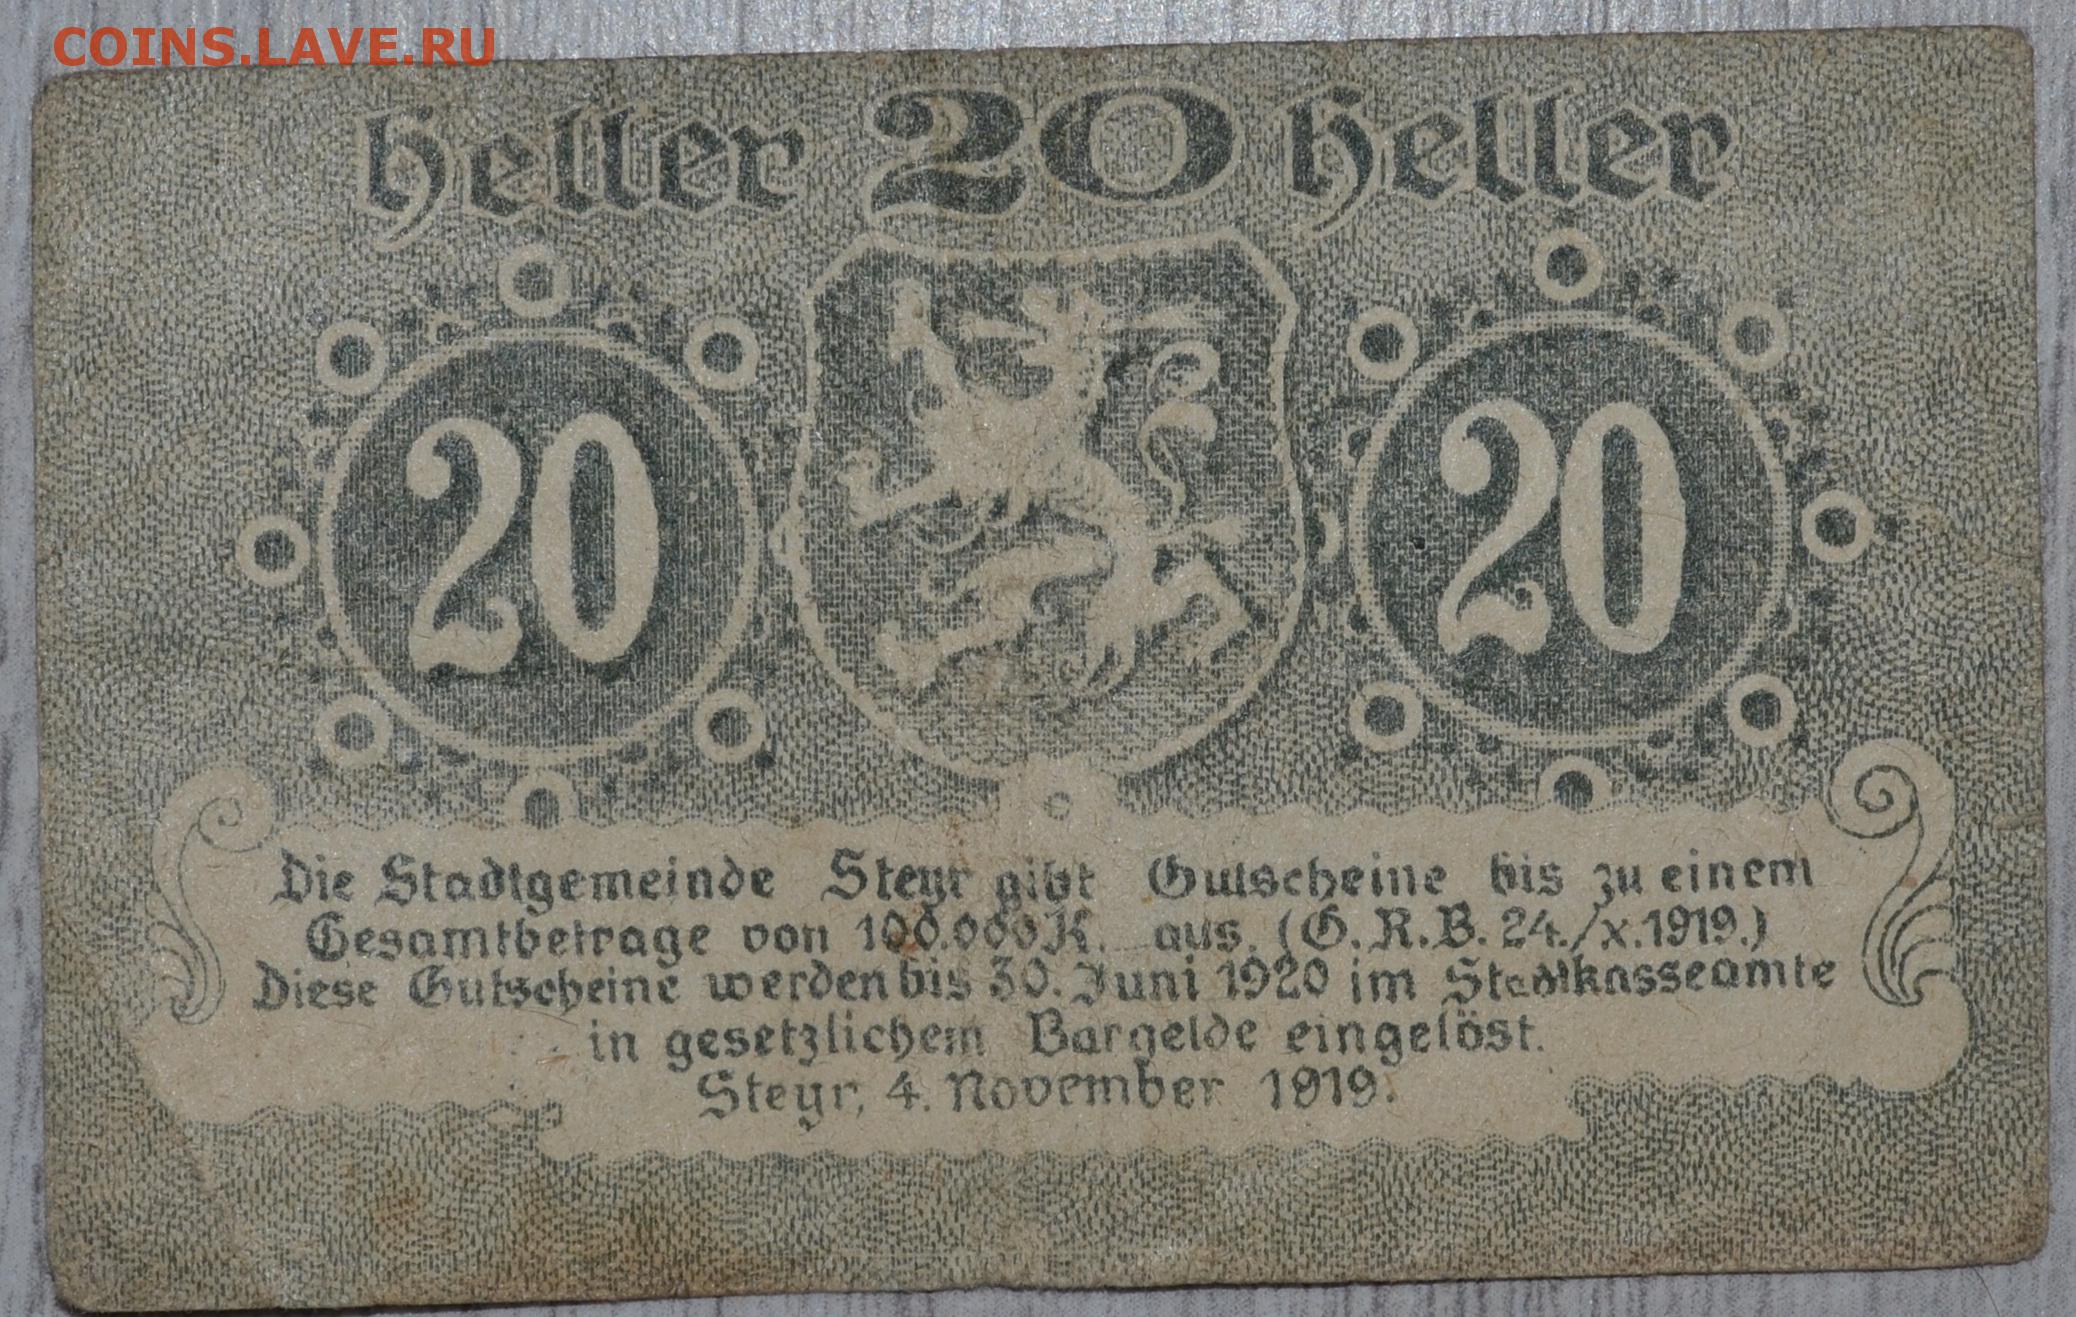 COINS.LAVE.RU
Heller 20 Heller
20 20
Die Stadtgemeinde Steyr gibt Gutscheine bis zu einem
Gesamtbetrage von 100.000 K. aus. (G.R.B. 24./X.1919.)
Diese Gutscheine werden bis 30. Juni 1920 im Stadtkasseamte
in gesetzlichem Bargelde eingelöst.
Steyr, 4. November 1919.